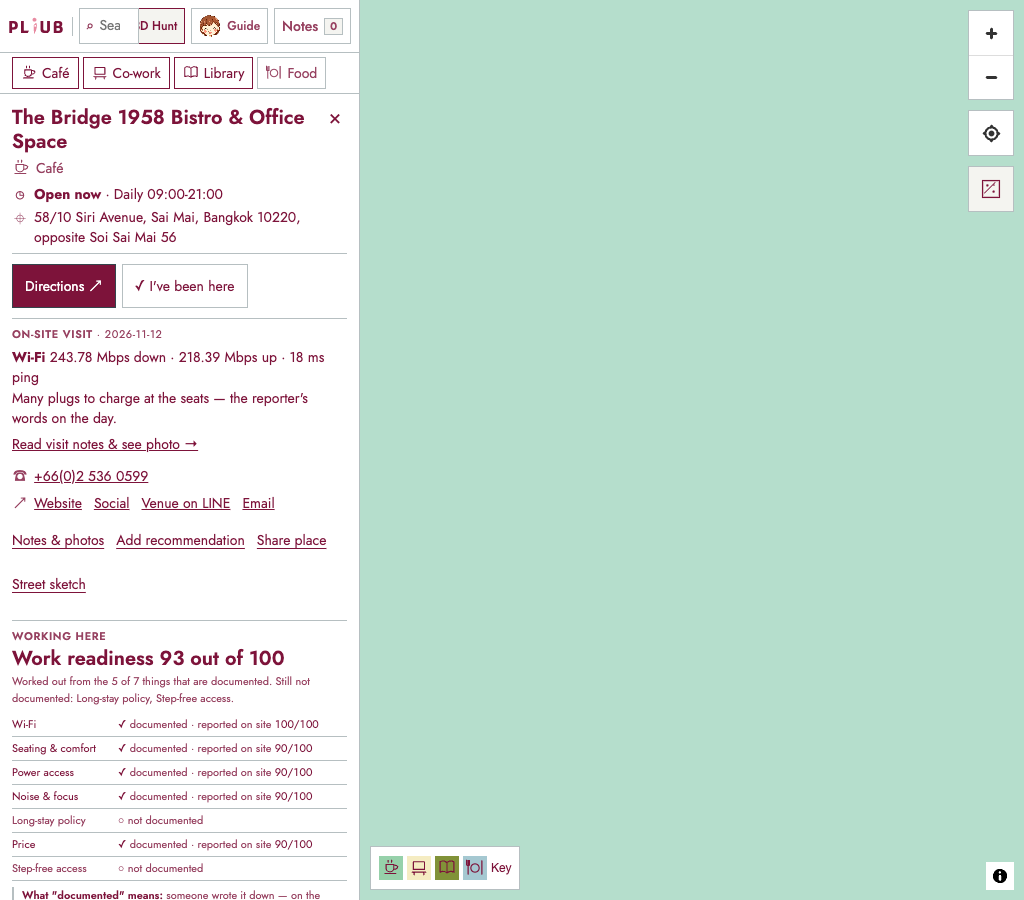 PL UB
Sea
D Hunt
Guide
Notes 0
Café
Co-work
Library
Food
The Bridge 1958 Bistro & Office
Space
×
Café
Open now · Daily 09:00-21:00
58/10 Siri Avenue, Sai Mai, Bangkok 10220,
opposite Soi Sai Mai 56
Directions ↗
✓ I've been here
ON-SITE VISIT · 2026-11-12
Wi-Fi 243.78 Mbps down · 218.39 Mbps up · 18 ms
ping
Many plugs to charge at the seats — the reporter's
words on the day.
Read visit notes & see photo →
+66(0)2 536 0599
Website Social Venue on LINE Email
Notes & photos Add recommendation Share place
Street sketch
WORKING HERE
Work readiness 93 out of 100
Worked out from the 5 of 7 things that are documented. Still not
documented: Long-stay policy, Step-free access.
Wi-Fi ✓ documented · reported on site 100/100
Seating & comfort ✓ documented · reported on site 90/100
Power access ✓ documented · reported on site 90/100
Noise & focus ✓ documented · reported on site 90/100
Long-stay policy ○ not documented
Price ✓ documented · reported on site 90/100
Step-free access ○ not documented
What "documented" means: someone wrote it down — on the
Key